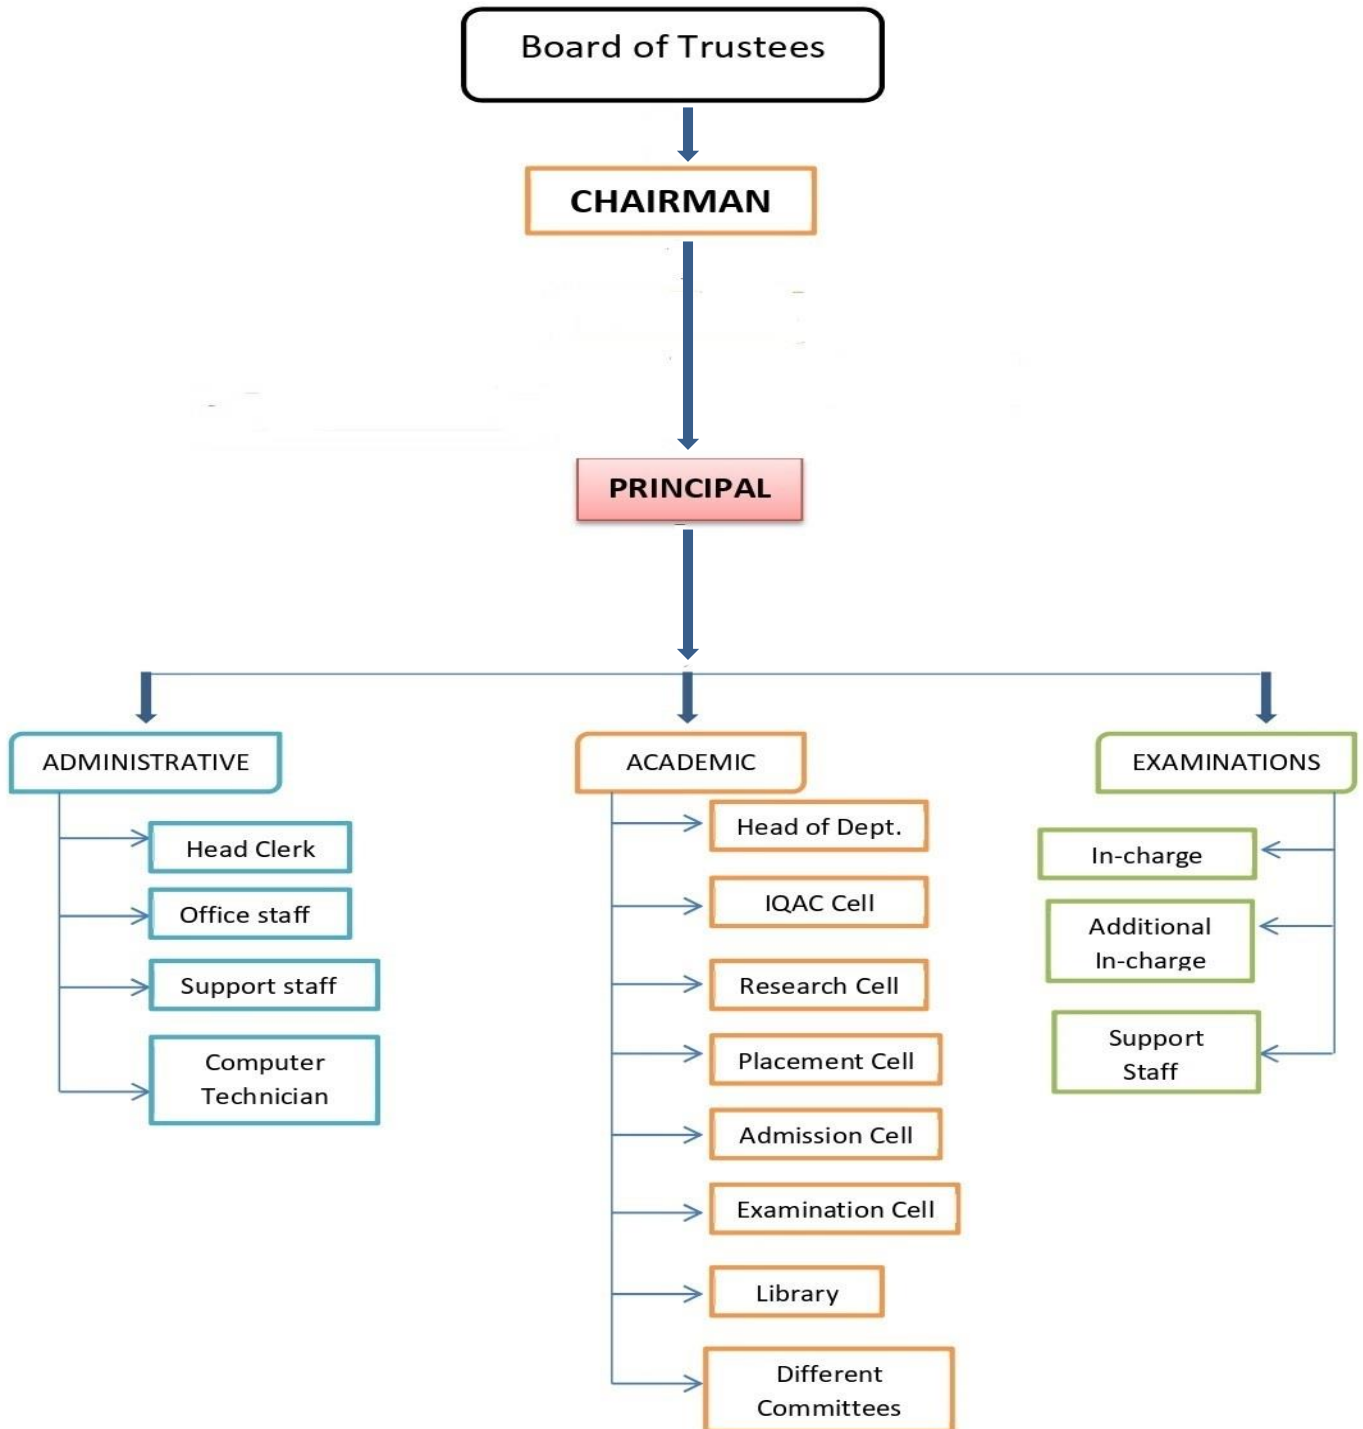 Board of Trustees
CHAIRMAN
PRINCIPAL
ADMINISTRATIVE
Head Clerk
Office staff
Support staff
Computer
Technician
ACADEMIC
Head of Dept.
IQAC Cell
Research Cell
Placement Cell
Admission Cell
Examination Cell
Library
Different
Committees
EXAMINATIONS
In-charge
Additional
In-charge
Support
Staff